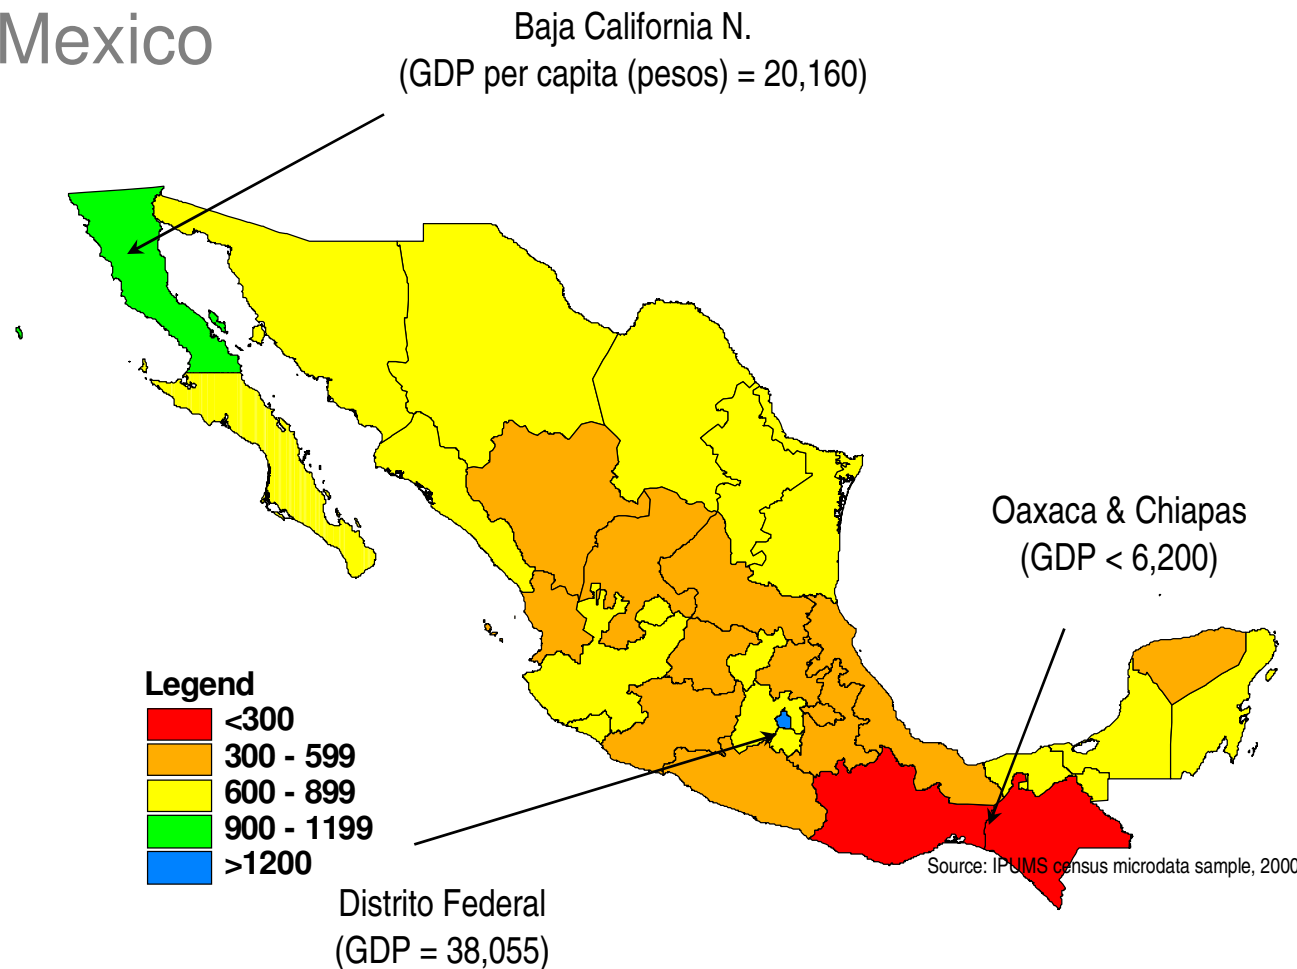 Mexico
Baja California N.
(GDP per capita (pesos) = 20,160)
Oaxaca & Chiapas
(GDP < 6,200)
Legend
<300
300 - 599
600 - 899
900 - 1199
>1200
Source: IPUMS census microdata sample, 2000
Distrito Federal
(GDP = 38,055)